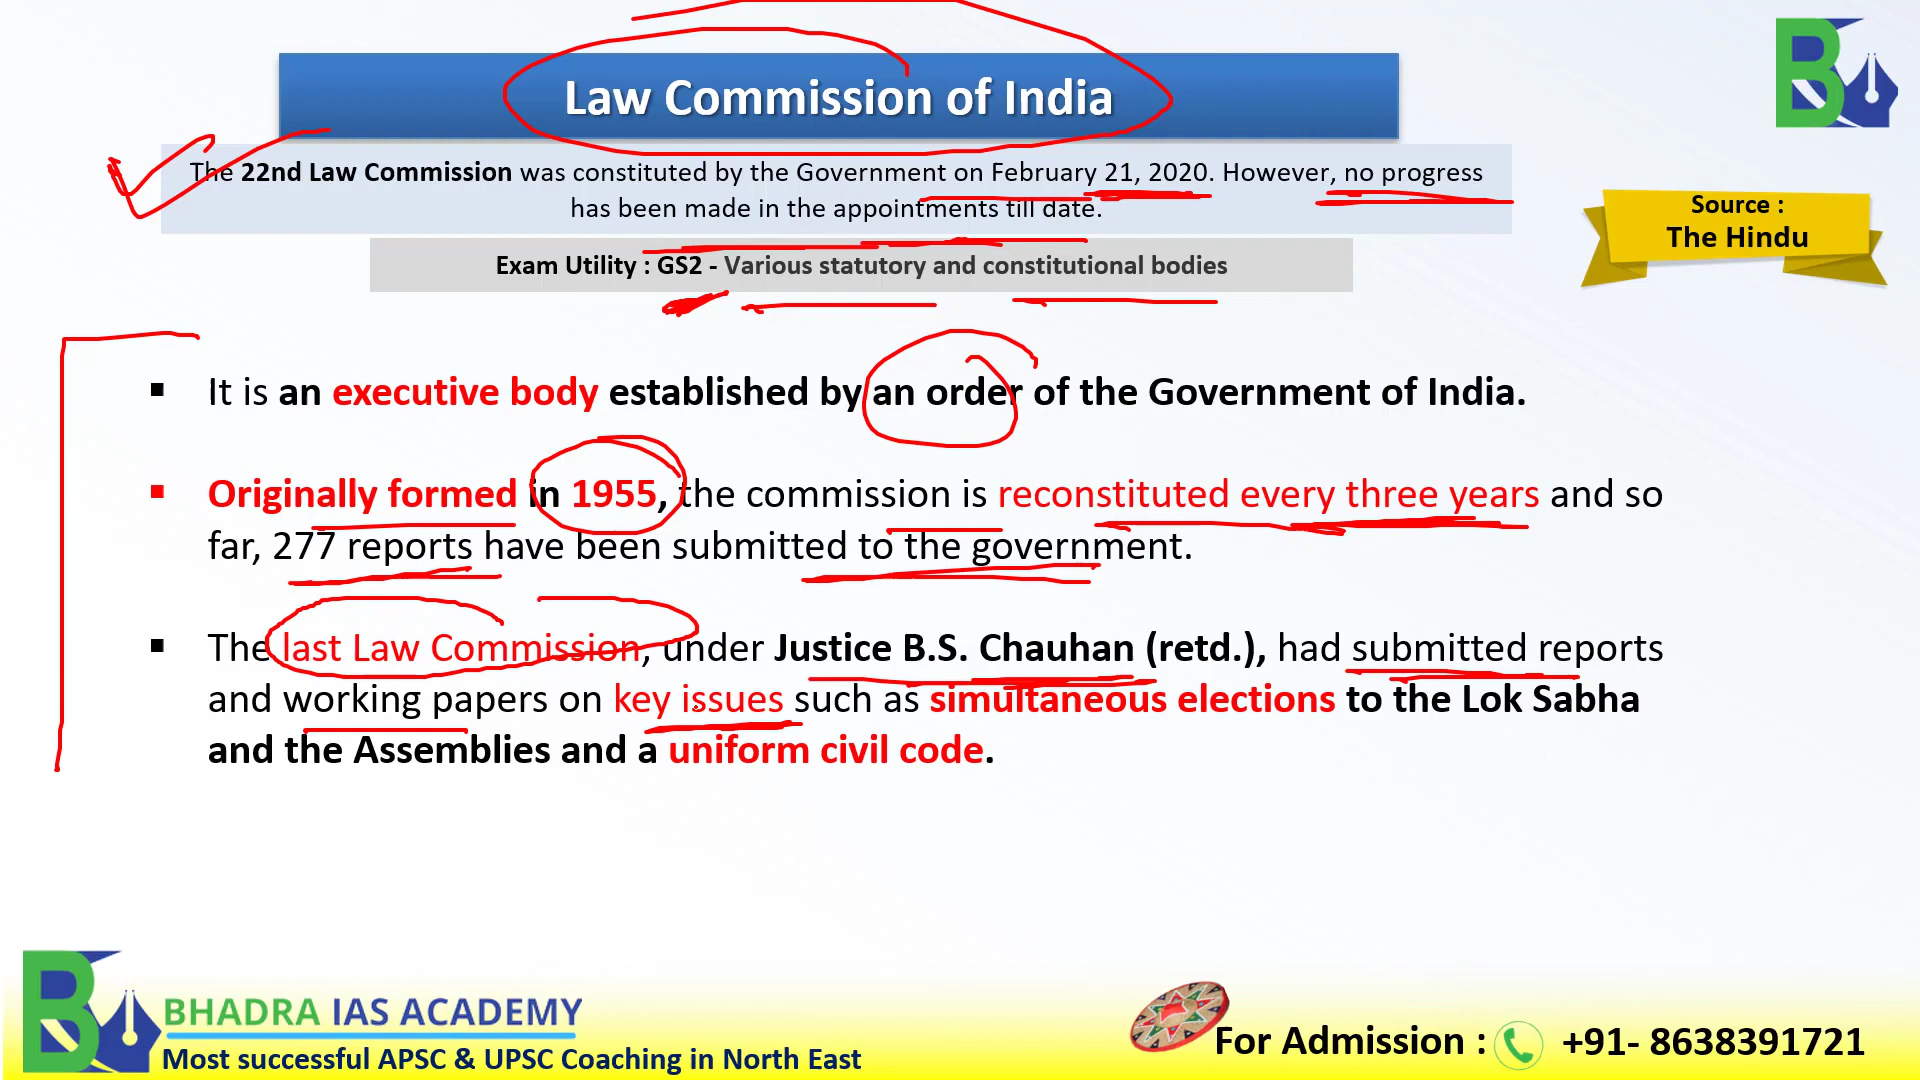 Law Commission of India
The 22nd Law Commission was constituted by the Government on February 21, 2020. However, no progress
has been made in the appointments till date.
Source :
The Hindu
Exam Utility : GS2 - Various statutory and constitutional bodies
▪ It is an executive body established by an order of the Government of India.
▪ Originally formed in 1955, the commission is reconstituted every three years and so
far, 277 reports have been submitted to the government.
▪ The last Law Commission, under Justice B.S. Chauhan (retd.), had submitted reports
and working papers on key issues such as simultaneous elections to the Lok Sabha
and the Assemblies and a uniform civil code.
BHADRA IAS ACADEMY
Most successful APSC & UPSC Coaching in North East
For Admission : +91- 8638391721